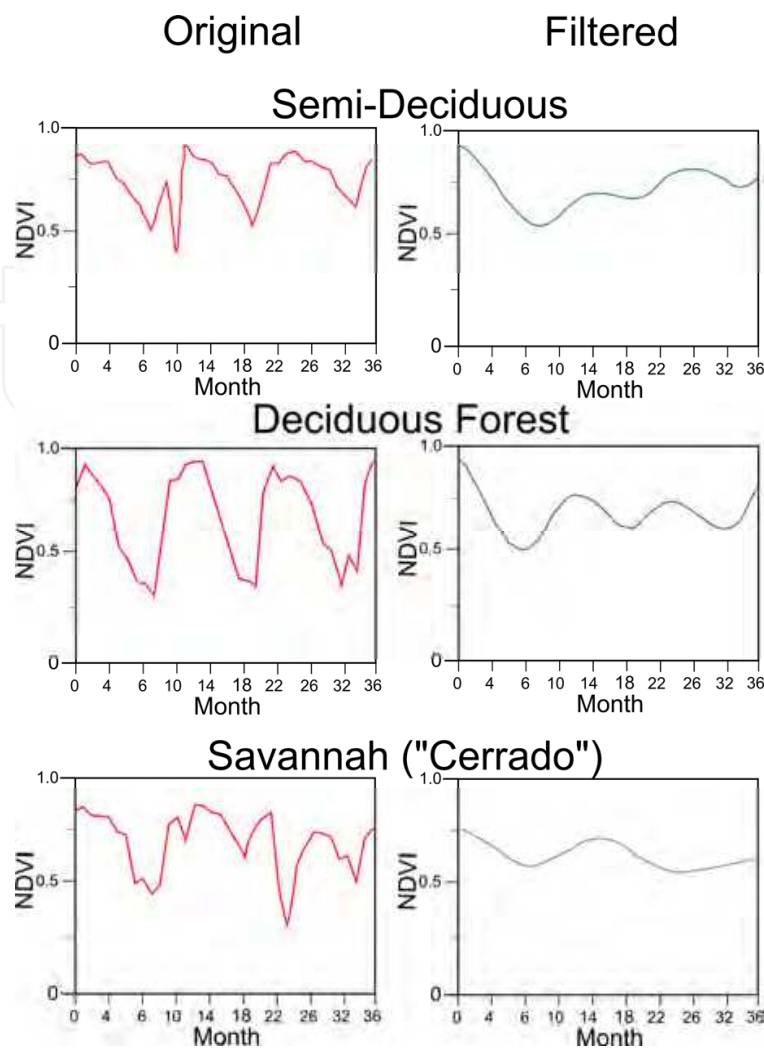 Original Filtered
Semi-Deciduous
1.0 1.0
NDVI NDVI
0.5 0.5
0 0
0 4 6 10 14 18 22 26 32 36 0 4 6 10 14 18 22 26 32 36
Month Month
Deciduous Forest
1.0 1.0
NDVI NDVI
0.5 0.5
0 0
0 4 6 10 14 18 22 26 32 36 0 4 6 10 14 18 22 26 32 36
Month Month
Savannah ("Cerrado")
1.0 1.0
NDVI NDVI
0.5 0.5
0 0
0 4 6 10 14 18 22 26 32 36 0 4 6 10 14 18 22 26 32 36
Month Month